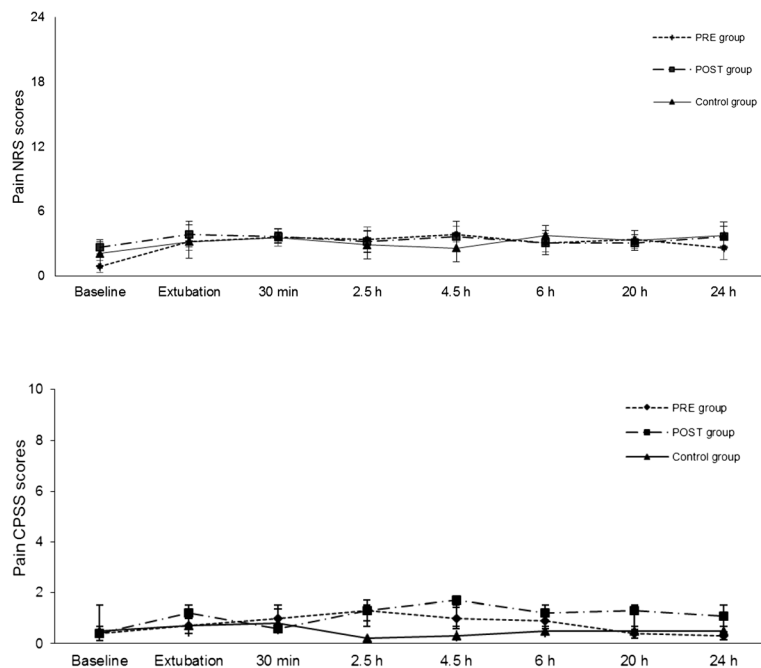 24
18
12
6
0
Pain NRS scores
PRE group
POST group
Control group
Baseline Extubation 30 min 2.5 h 4.5 h 6 h 20 h 24 h
10
8
6
4
2
0
Pain CPSS scores
PRE group
POST group
Control group
Baseline Extubation 30 min 2.5 h 4.5 h 6 h 20 h 24 h